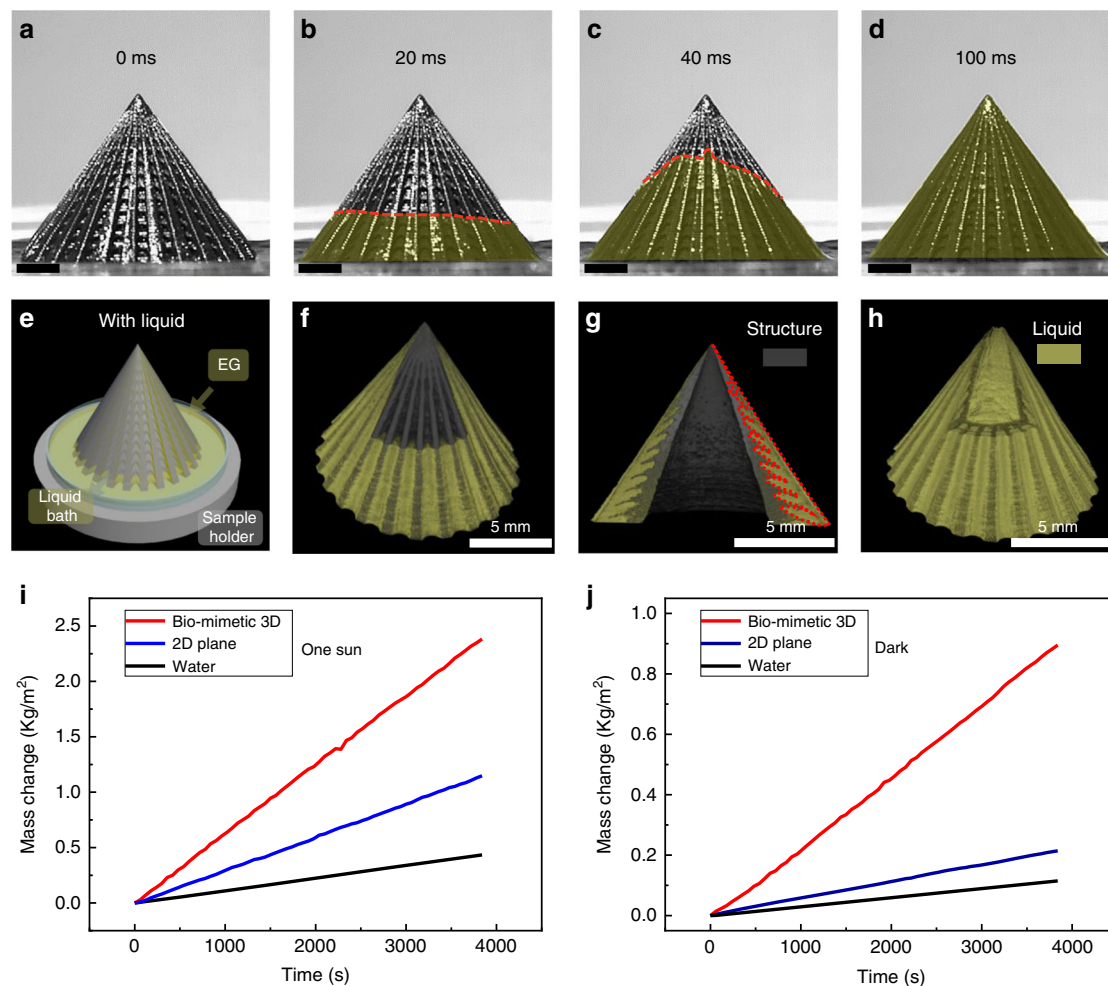 a
0 ms
b
20 ms
c
40 ms
d
100 ms
e
With liquid
EG
Liquid
bath
Sample
holder
f
5 mm
g
Structure
5 mm
h
Liquid
5 mm
i
Bio-mimetic 3D
2D plane
Water
One sun
Mass change (Kg/m²)
2.5
2.0
1.5
1.0
0.5
0.0
0
1000
2000
3000
4000
Time (s)
j
Bio-mimetic 3D
2D plane
Water
Dark
Mass change (Kg/m²)
1.0
0.8
0.6
0.4
0.2
0.0
0
1000
2000
3000
4000
Time (s)